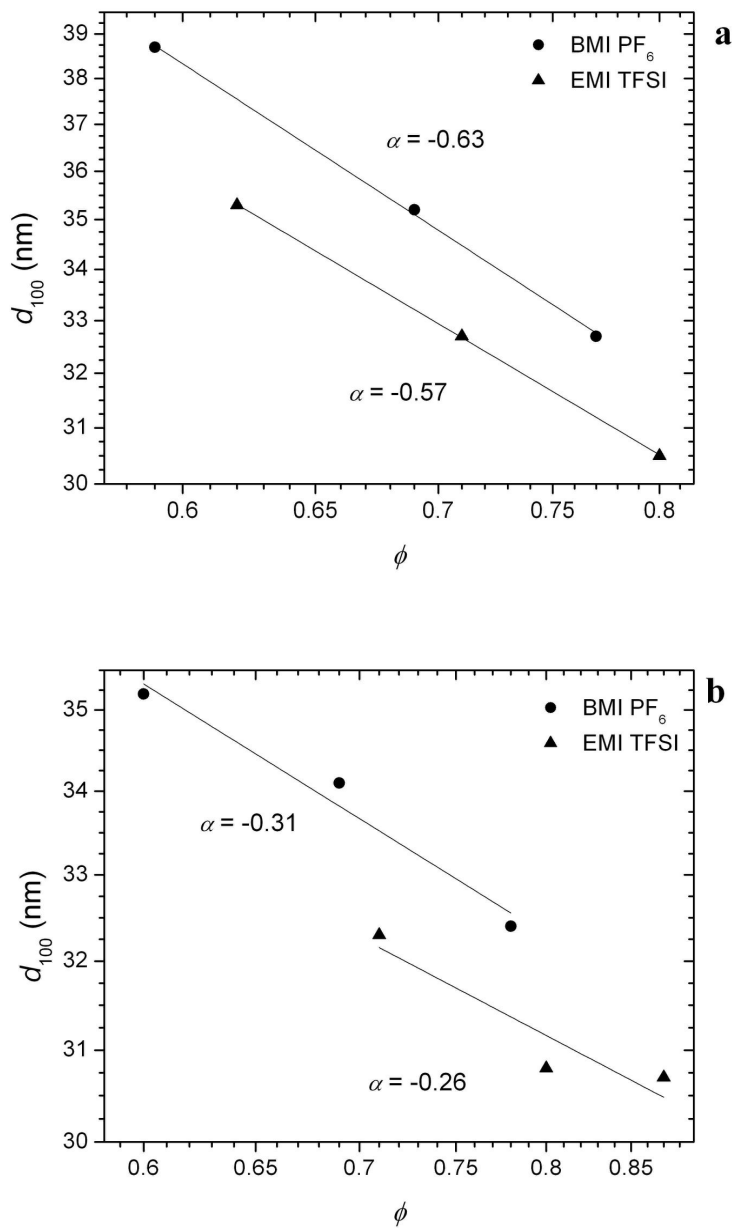 a
BMI PF6
EMI TFSI
α = -0.63
α = -0.57
d100 (nm)
39
38
37
36
35
34
33
32
31
30
0.6
0.65
0.7
0.75
0.8
ϕ
b
BMI PF6
EMI TFSI
α = -0.31
α = -0.26
d100 (nm)
35
34
33
32
31
30
0.6
0.65
0.7
0.75
0.8
0.85
ϕ